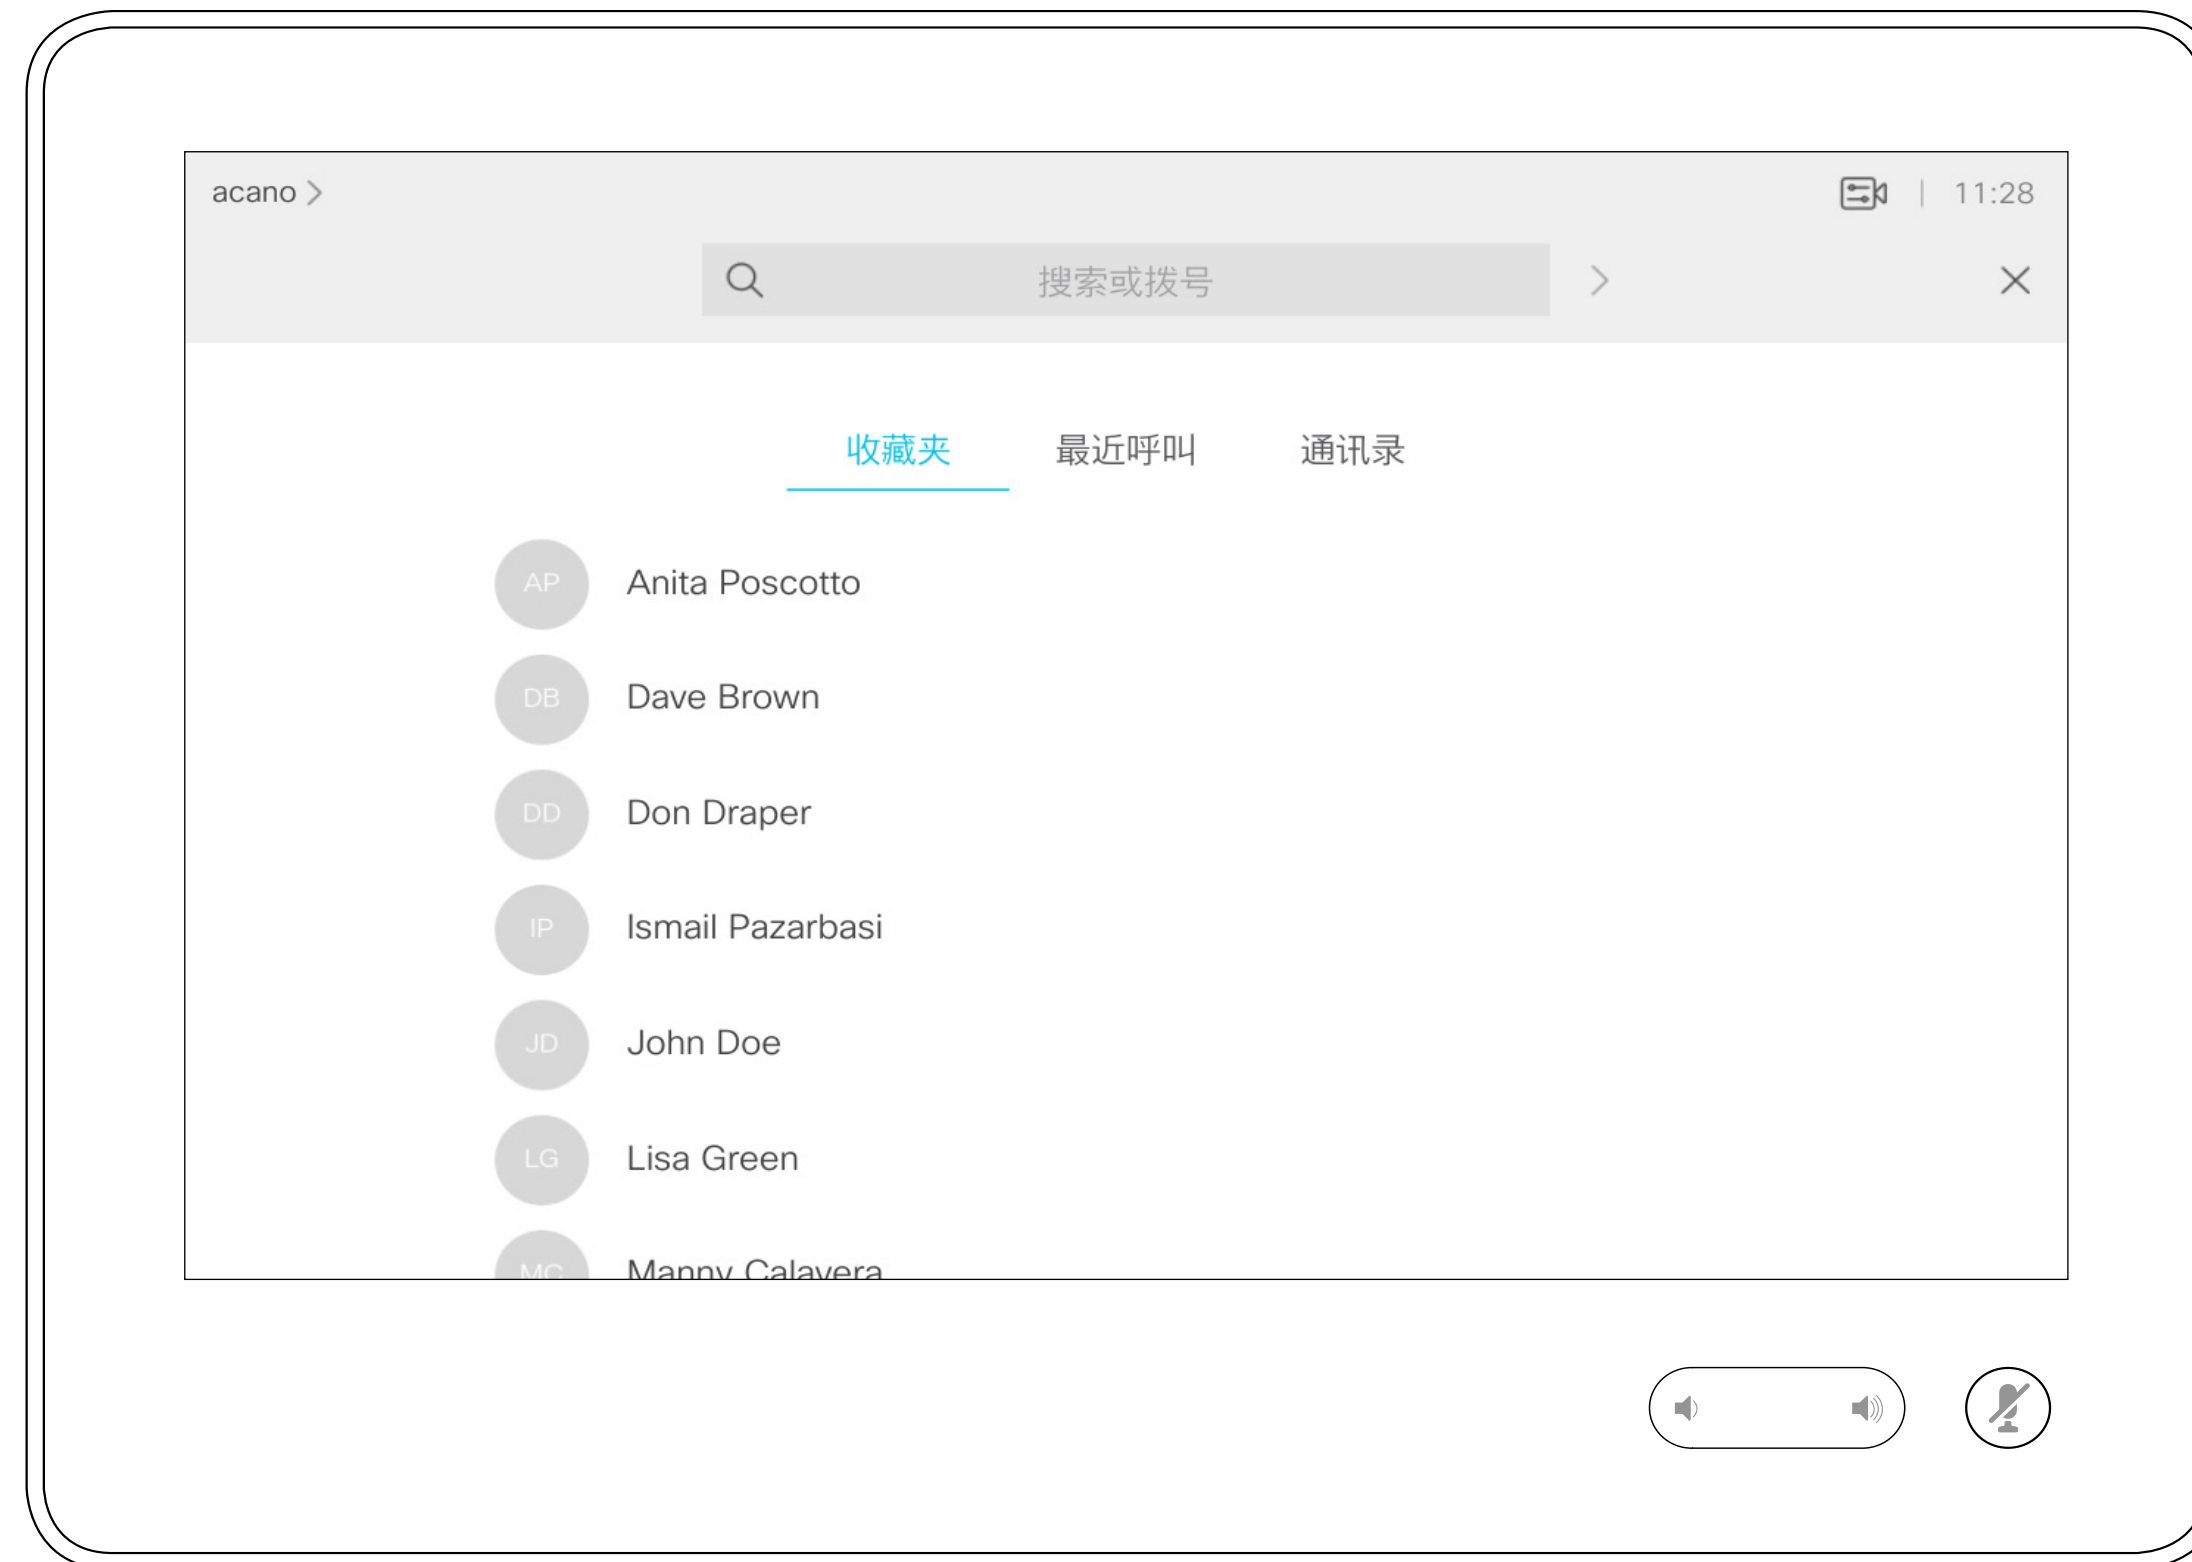 acano
11:28
搜索或拨号
收藏夹 最近呼叫 通讯录
AP Anita Poscotto
DB Dave Brown
DD Don Draper
IP Ismail Pazarbasi
JD John Doe
LG Lisa Green
MC Manny Calavera